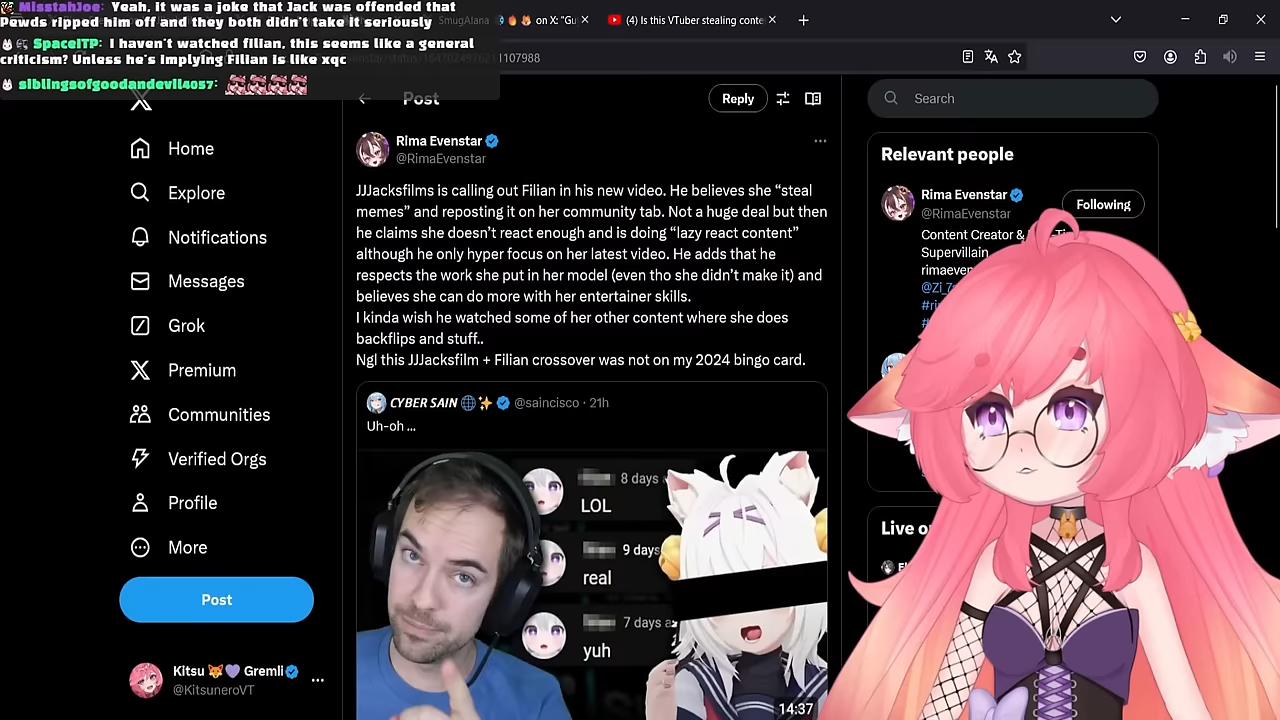 MisstahJoe: Yeah, it was a joke that Jack was offended that
Pewds ripped him off and they both didn't take it seriously
SpaceITP: I haven't watched filian, this seems like a general
criticism? Unless he's implying Filian is like xqc
siblingsofgoodandevil4057:
SmugAlana
on X: "Gu
(4) Is this VTuber stealing conte
1107988
Post
Reply
Search
Home
Explore
Notifications
Messages
Grok
Premium
Communities
Verified Orgs
Profile
More
Post
Kitsu Gremli
@KitsuneroVT
Rima Evenstar
@RimaEvenstar
JJJacksfilms is calling out Filian in his new video. He believes she “steal
memes” and reposting it on her community tab. Not a huge deal but then
he claims she doesn’t react enough and is doing “lazy react content”
although he only hyper focus on her latest video. He adds that he
respects the work she put in her model (even tho she didn’t make it) and
believes she can do more with her entertainer skills.
I kinda wish he watched some of her other content where she does
backflips and stuff..
Ngl this JJJacksfilm + Filian crossover was not on my 2024 bingo card.
CYBER SAIN @saincisco · 21h
Uh-oh ...
8 days
LOL
9 days
real
7 days a
yuh
14:37
Relevant people
Rima Evenstar
@RimaEvenstar
Following
Content Creator &
Supervillain
rimaeven
@Zi_7
Live o